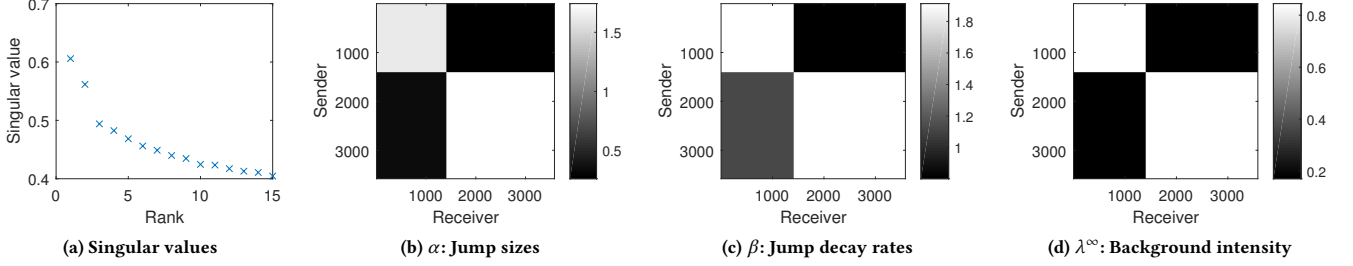 0.7
0.6
0.5
0.4
0 5 10 15
Singular value
Rank
(a) Singular values
1000
2000
3000
1000 2000 3000
Sender
Receiver
1.5
1
0.5
(b) α: Jump sizes
1000
2000
3000
1000 2000 3000
Sender
Receiver
1.8
1.6
1.4
1.2
1
(c) β: Jump decay rates
1000
2000
3000
1000 2000 3000
Sender
Receiver
0.8
0.6
0.4
0.2
(d) λ∞: Background intensity